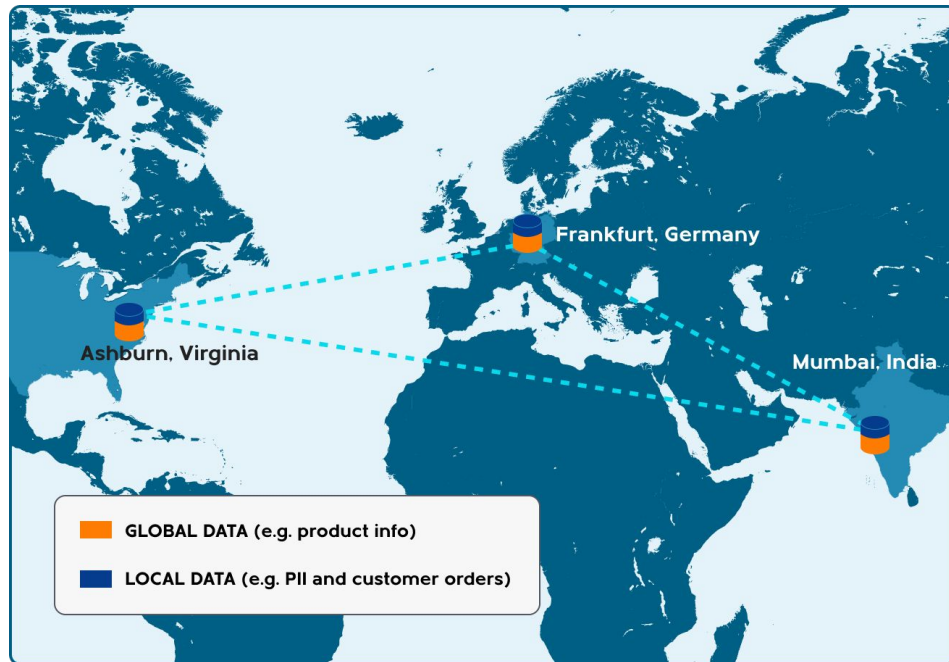 Frankfurt, Germany
Ashburn, Virginia
Mumbai, India
GLOBAL DATA (e.g. product info)
LOCAL DATA (e.g. PII and customer orders)